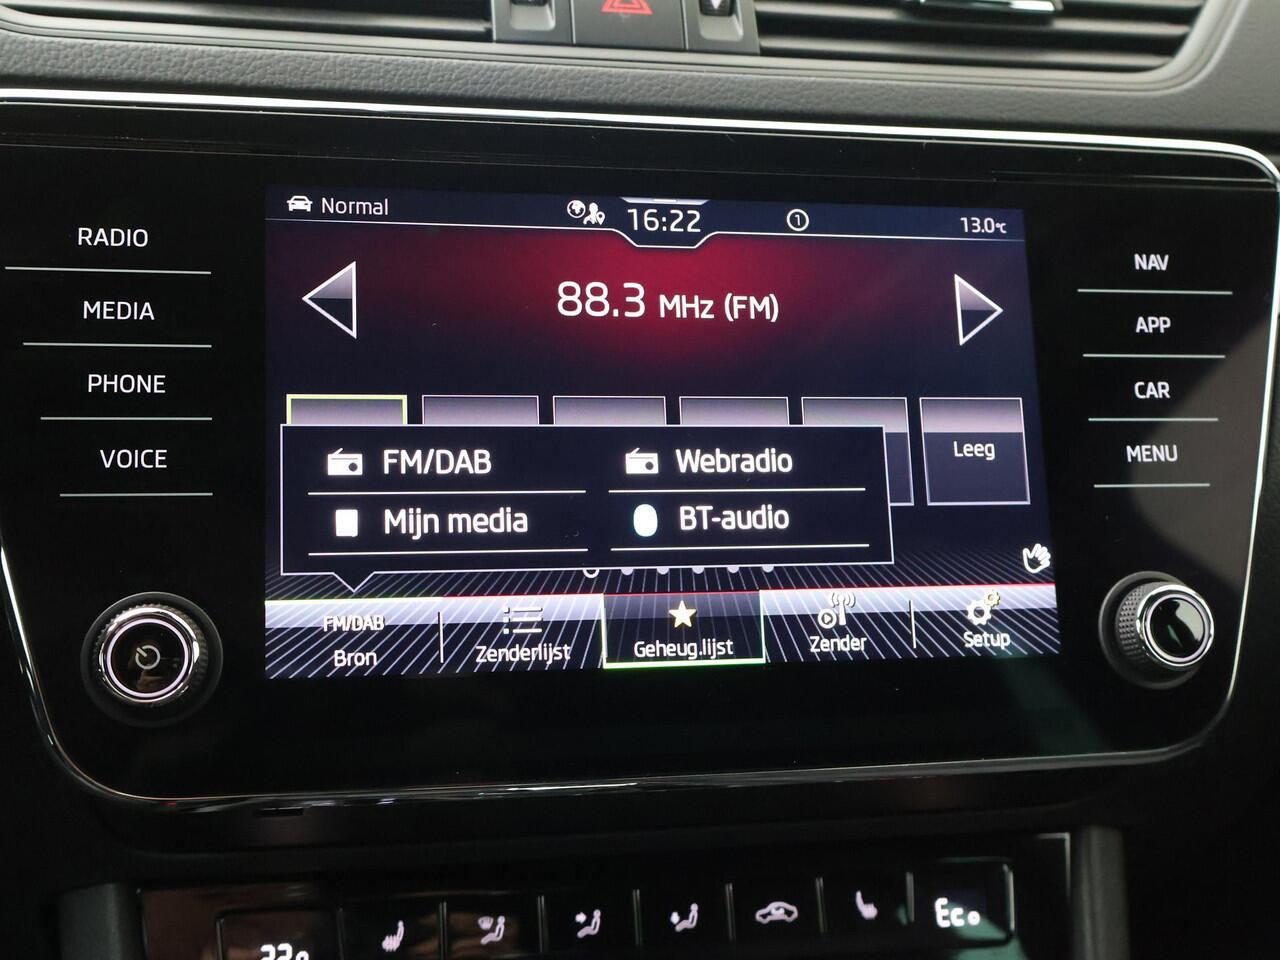 Normal
16:22
1
13.0°C
RADIO
MEDIA
PHONE
VOICE
NAV
APP
CAR
MENU
88.3 MHz (FM)
Leeg
FM/DAB
Webradio
Mijn media
BT-audio
FM/DAB
Bron
Zenderlijst
Geheug.lijst
Zender
Setup
Eco